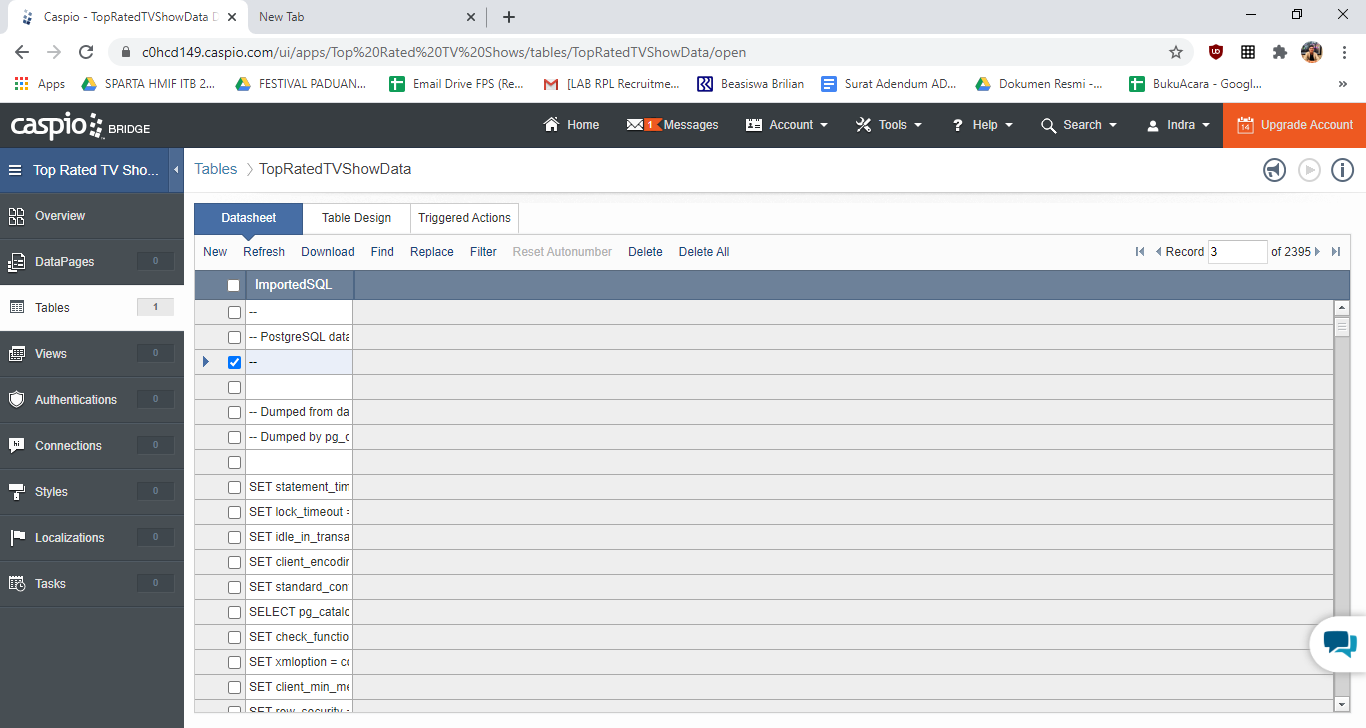 Caspio - TopRatedTVShowData D
New Tab
c0hcd149.caspio.com/ui/apps/Top%20Rated%20TV%20Shows/tables/TopRatedTVShowData/open
Apps SPARTA HMIF ITB 2... FESTIVAL PADUAN... Email Drive FPS (Re... [LAB RPL Recruitme... Beasiswa Brilian Surat Adendum AD... Dokumen Resmi -... BukuAcara - Googl... »
caspio BRIDGE
Home 1 Messages Account Tools ? Help Search Indra 14 Upgrade Account
Top Rated TV Sho...
Tables > TopRatedTVShowData
Overview
DataPages 0
Tables 1
Views 0
Authentications 0
Connections 0
Styles 0
Localizations 0
Tasks 0
Datasheet Table Design Triggered Actions
New Refresh Download Find Replace Filter Reset Autonumber Delete Delete All Record 3 of 2395
ImportedSQL
--
-- PostgreSQL data
--
-- Dumped from da
-- Dumped by pg_d
SET statement_tim
SET lock_timeout =
SET idle_in_transa
SET client_encodin
SET standard_con
SELECT pg_catalo
SET check_functio
SET xmloption = co
SET client_min_me
SET row_security =